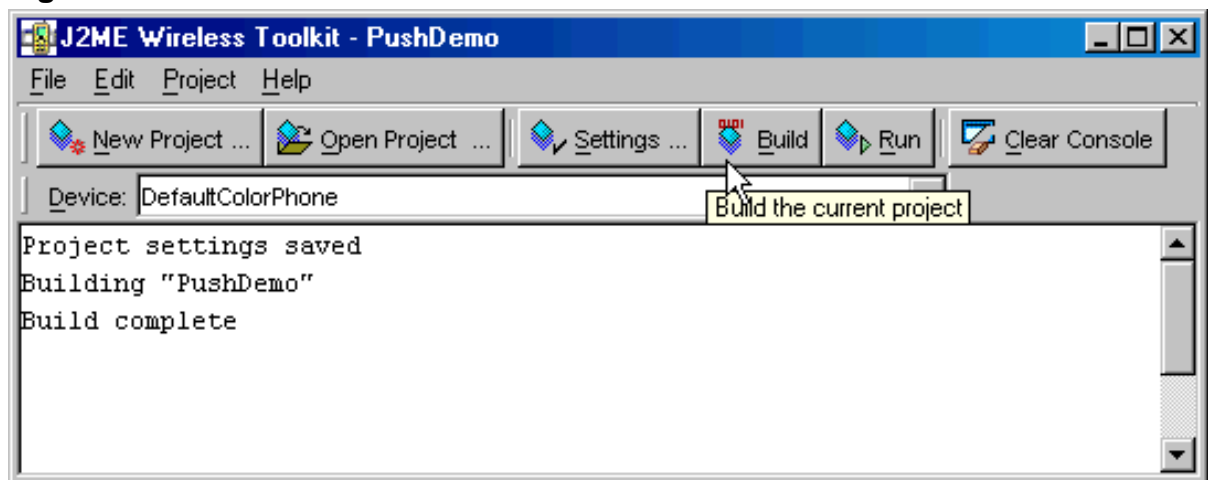 J2ME Wireless Toolkit - PushDemo
File Edit Project Help
New Project ... Open Project ... Settings ... Build Run Clear Console
Device: DefaultColorPhone
Build the current project
Project settings saved
Building "PushDemo"
Build complete